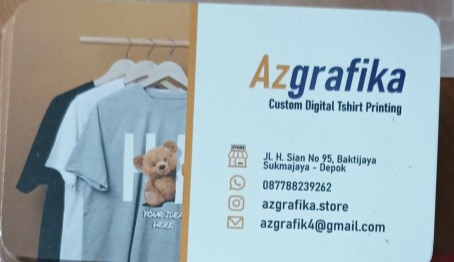 Azgrafika
Custom Digital Tshirt Printing
STORE
Jl. H. Sian No 95, Baktijaya
Sukmajaya - Depok
087788239262
azgrafika.store
azgrafik4@gmail.com
YOUR IDEA
HERE